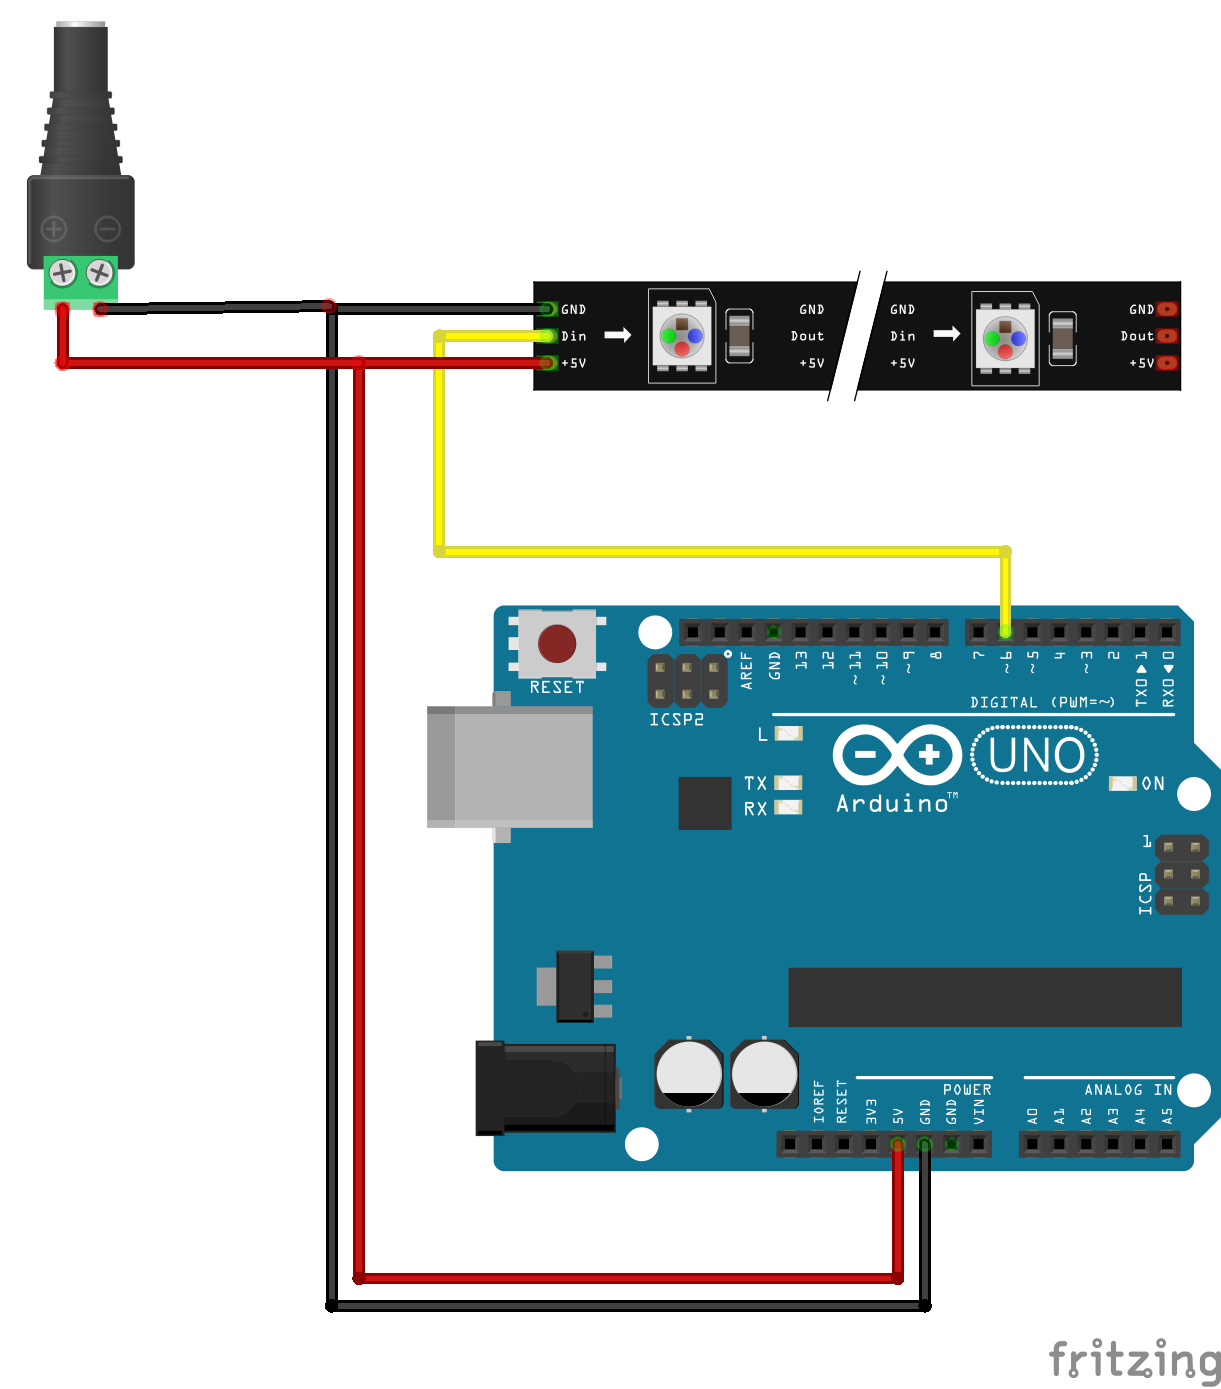 GND GND GND GND
Din Dout Din Dout
+5V +5V +5V +5V
RESET
ICSP2
AREF GND 13 12 ~11 ~10 ~9 8 7 ~6 ~5 4 ~3 2 TX0▶1 RX0◀0
DIGITAL (PWM=~)
L
TX
RX
UNO
Arduino™
ON
1
ICSP
POWER
ANALOG IN
IOREF RESET 3V3 5V GND GND VIN A0 A1 A2 A3 A4 A5
fritzing